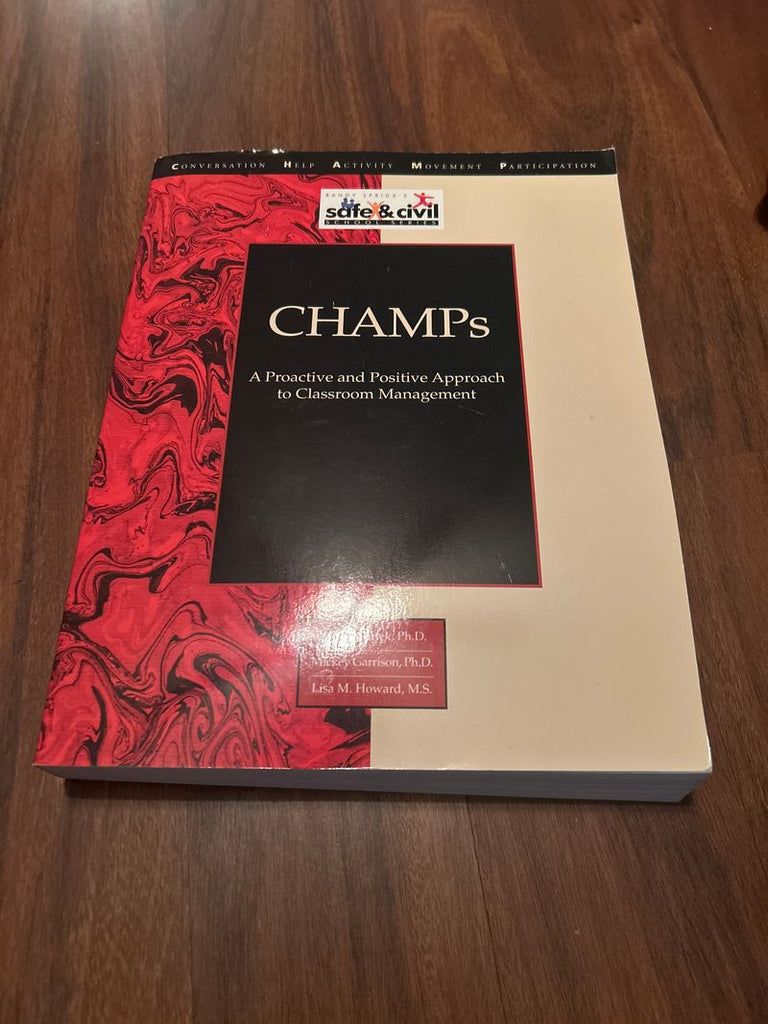 CONVERSATION HELP ACTIVITY MOVEMENT PARTICIPATION
RANDY SPRICK'S
safe & civil
SCHOOL SERIES
CHAMPs
A Proactive and Positive Approach
to Classroom Management
Ph.D.
Mickey Garrison, Ph.D.
Lisa M. Howard, M.S.